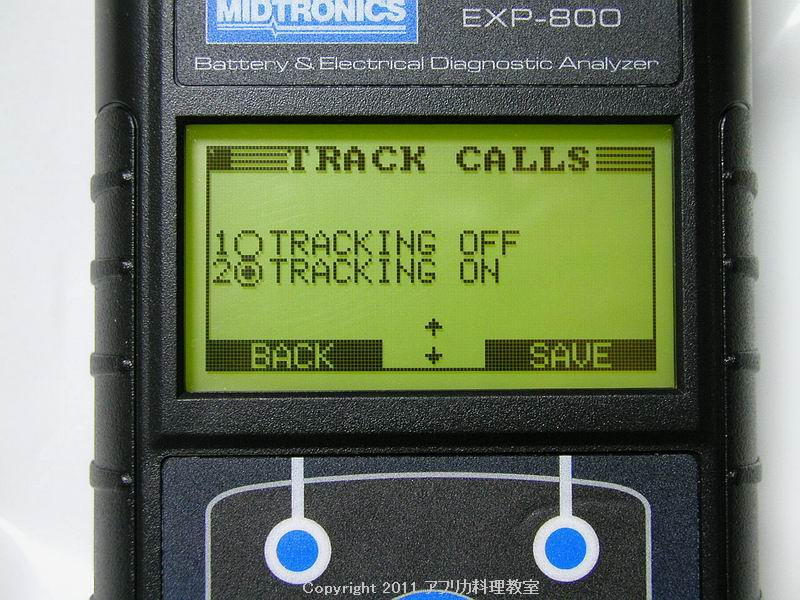 MIDTRONICS
EXP-800
Battery & Electrical Diagnostic Analyzer
TRACK CALLS
1 TRACKING OFF
2 TRACKING ON
BACK
SAVE
Copyright 2011 アフリカ料理教室